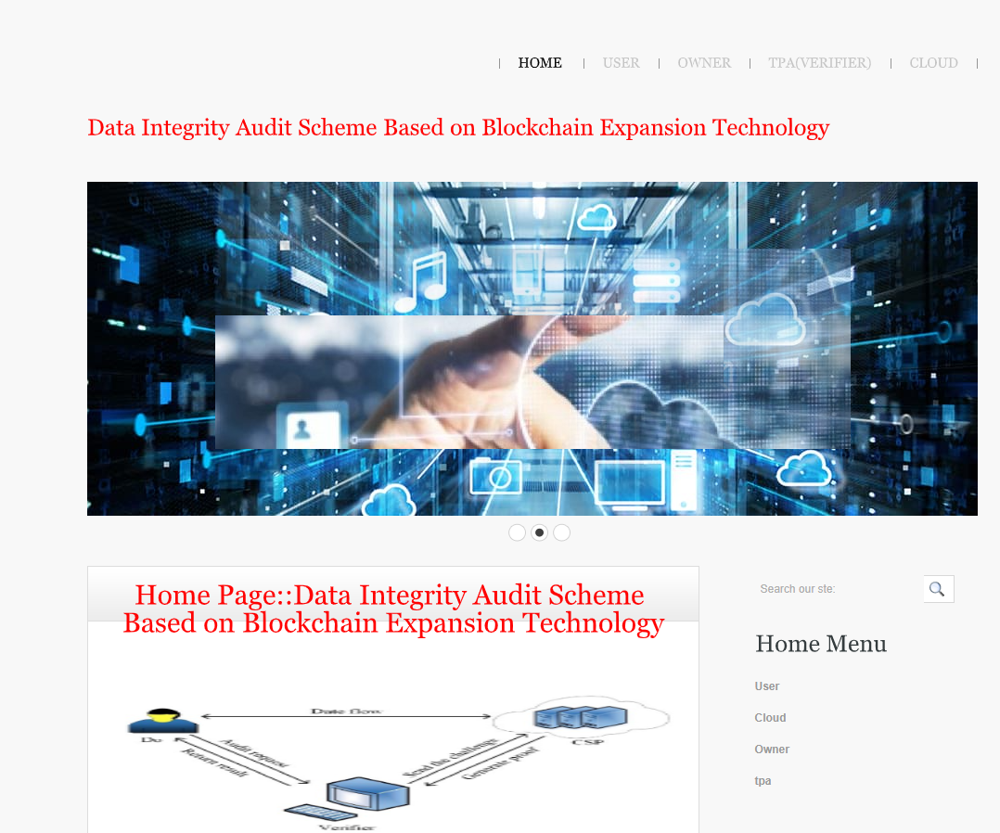 HOME
USER
OWNER
TPA(VERIFIER)
CLOUD
Data Integrity Audit Scheme Based on Blockchain Expansion Technology
Home Page::Data Integrity Audit Scheme
Based on Blockchain Expansion Technology
Date flow
Do
CSP
Audit request
Return result
Send the challenge
Generate proof
Verifier
Search our ste:
Home Menu
User
Cloud
Owner
tpa